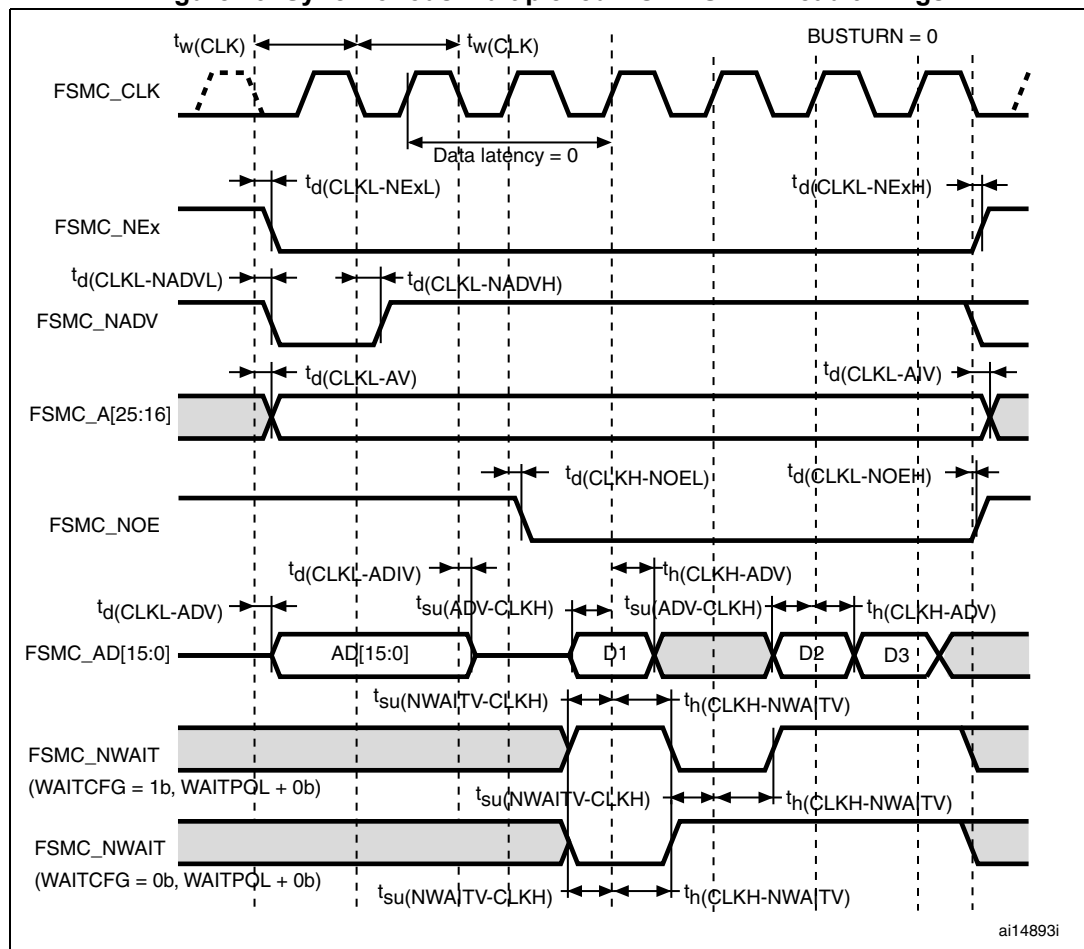 tw(CLK) tw(CLK) BUSTURN = 0
FSMC_CLK
Data latency = 0
td(CLKL-NExL) td(CLKL-NExH)
FSMC_NEx
td(CLKL-NADVL) td(CLKL-NADVH)
FSMC_NADV
td(CLKL-AV) td(CLKL-AIV)
FSMC_A[25:16]
td(CLKH-NOEL) td(CLKL-NOEH)
FSMC_NOE
td(CLKL-ADIV) th(CLKH-ADV)
td(CLKL-ADV) tsu(ADV-CLKH) tsu(ADV-CLKH) th(CLKH-ADV)
FSMC_AD[15:0] AD[15:0] D1 D2 D3
tsu(NWAITV-CLKH) th(CLKH-NWAITV)
FSMC_NWAIT
(WAITCFG = 1b, WAITPOL + 0b)
tsu(NWAITV-CLKH) th(CLKH-NWAITV)
FSMC_NWAIT
(WAITCFG = 0b, WAITPOL + 0b)
tsu(NWAITV-CLKH) th(CLKH-NWAITV)
ai14893i